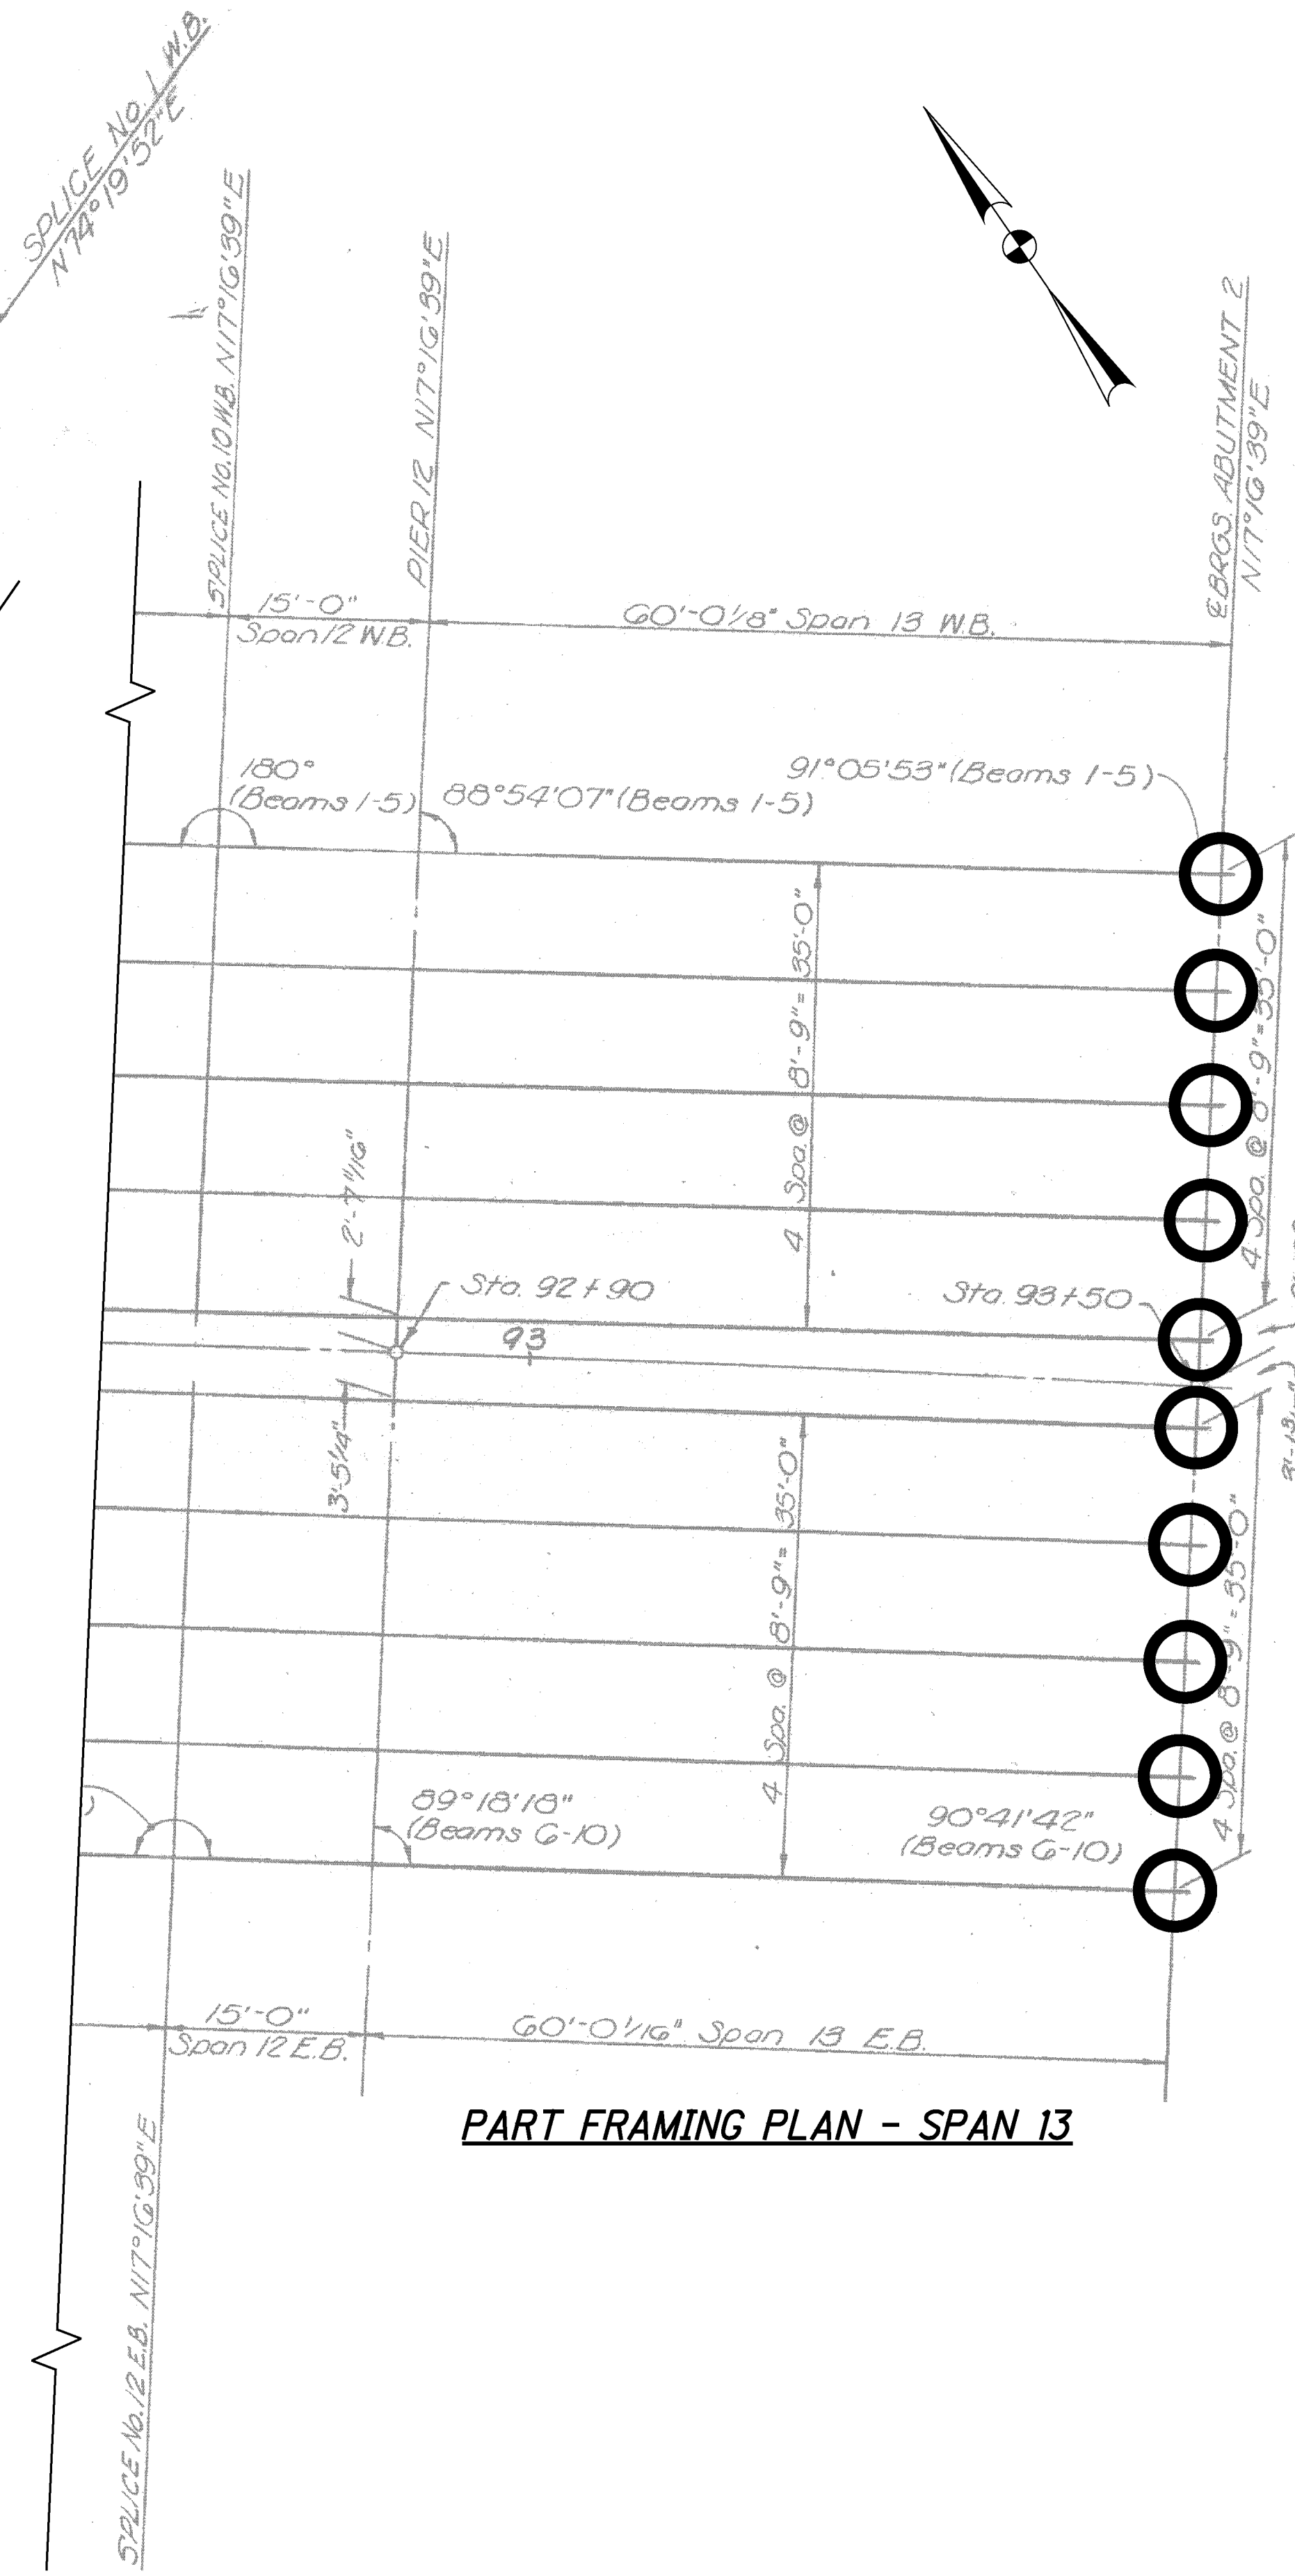 SPLICE No. 1 W.B.
N74°19'52"E
SPLICE No. 10 W.B. N17°16'39"E
PIER 12 N17°16'39"E
℄ BRGS. ABUTMENT 2
N17°16'39"E
15'-0"
Span 12 W.B.
60'-0 1/8" Span 13 W.B.
180°
(Beams 1-5)
88°54'07" (Beams 1-5)
91°05'53" (Beams 1-5)
4 Spa. @ 8'-9" = 35'-0"
4 Spa. @ 8'-9" = 35'-0"
2'-7 1/16"
Sta. 92+90
93
Sta. 93+50
3'-5 1/4"
4 Spa. @ 8'-9" = 35'-0"
4 Spa. @ 8'-9" = 35'-0"
89°18'18"
(Beams 6-10)
90°41'42"
(Beams 6-10)
15'-0"
Span 12 E.B.
60'-0 1/16" Span 13 E.B.
PART FRAMING PLAN - SPAN 13
SPLICE No. 12 E.B. N17°16'39"E